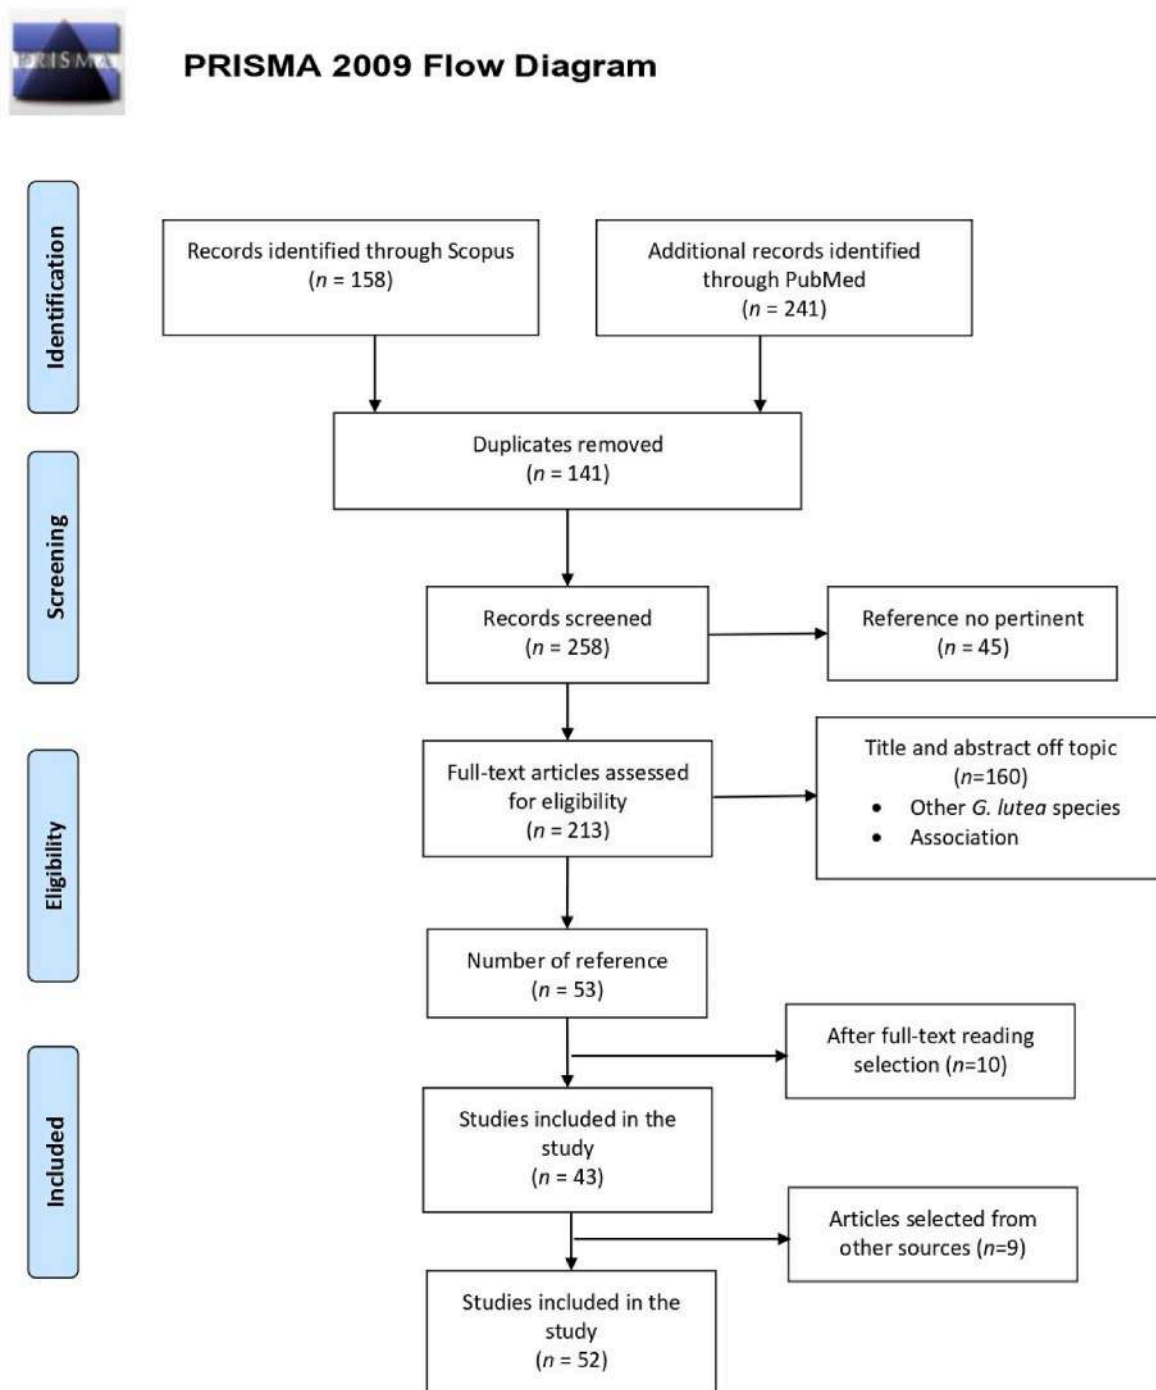 PRISMA
PRISMA 2009 Flow Diagram
Identification
Records identified through Scopus
(n = 158)
Additional records identified
through PubMed
(n = 241)
Duplicates removed
(n = 141)
Screening
Records screened
(n = 258)
Reference no pertinent
(n = 45)
Eligibility
Full-text articles assessed
for eligibility
(n = 213)
Title and abstract off topic
(n=160)
• Other G. lutea species
• Association
Number of reference
(n = 53)
After full-text reading
selection (n=10)
Included
Studies included in the
study
(n = 43)
Articles selected from
other sources (n=9)
Studies included in the
study
(n = 52)